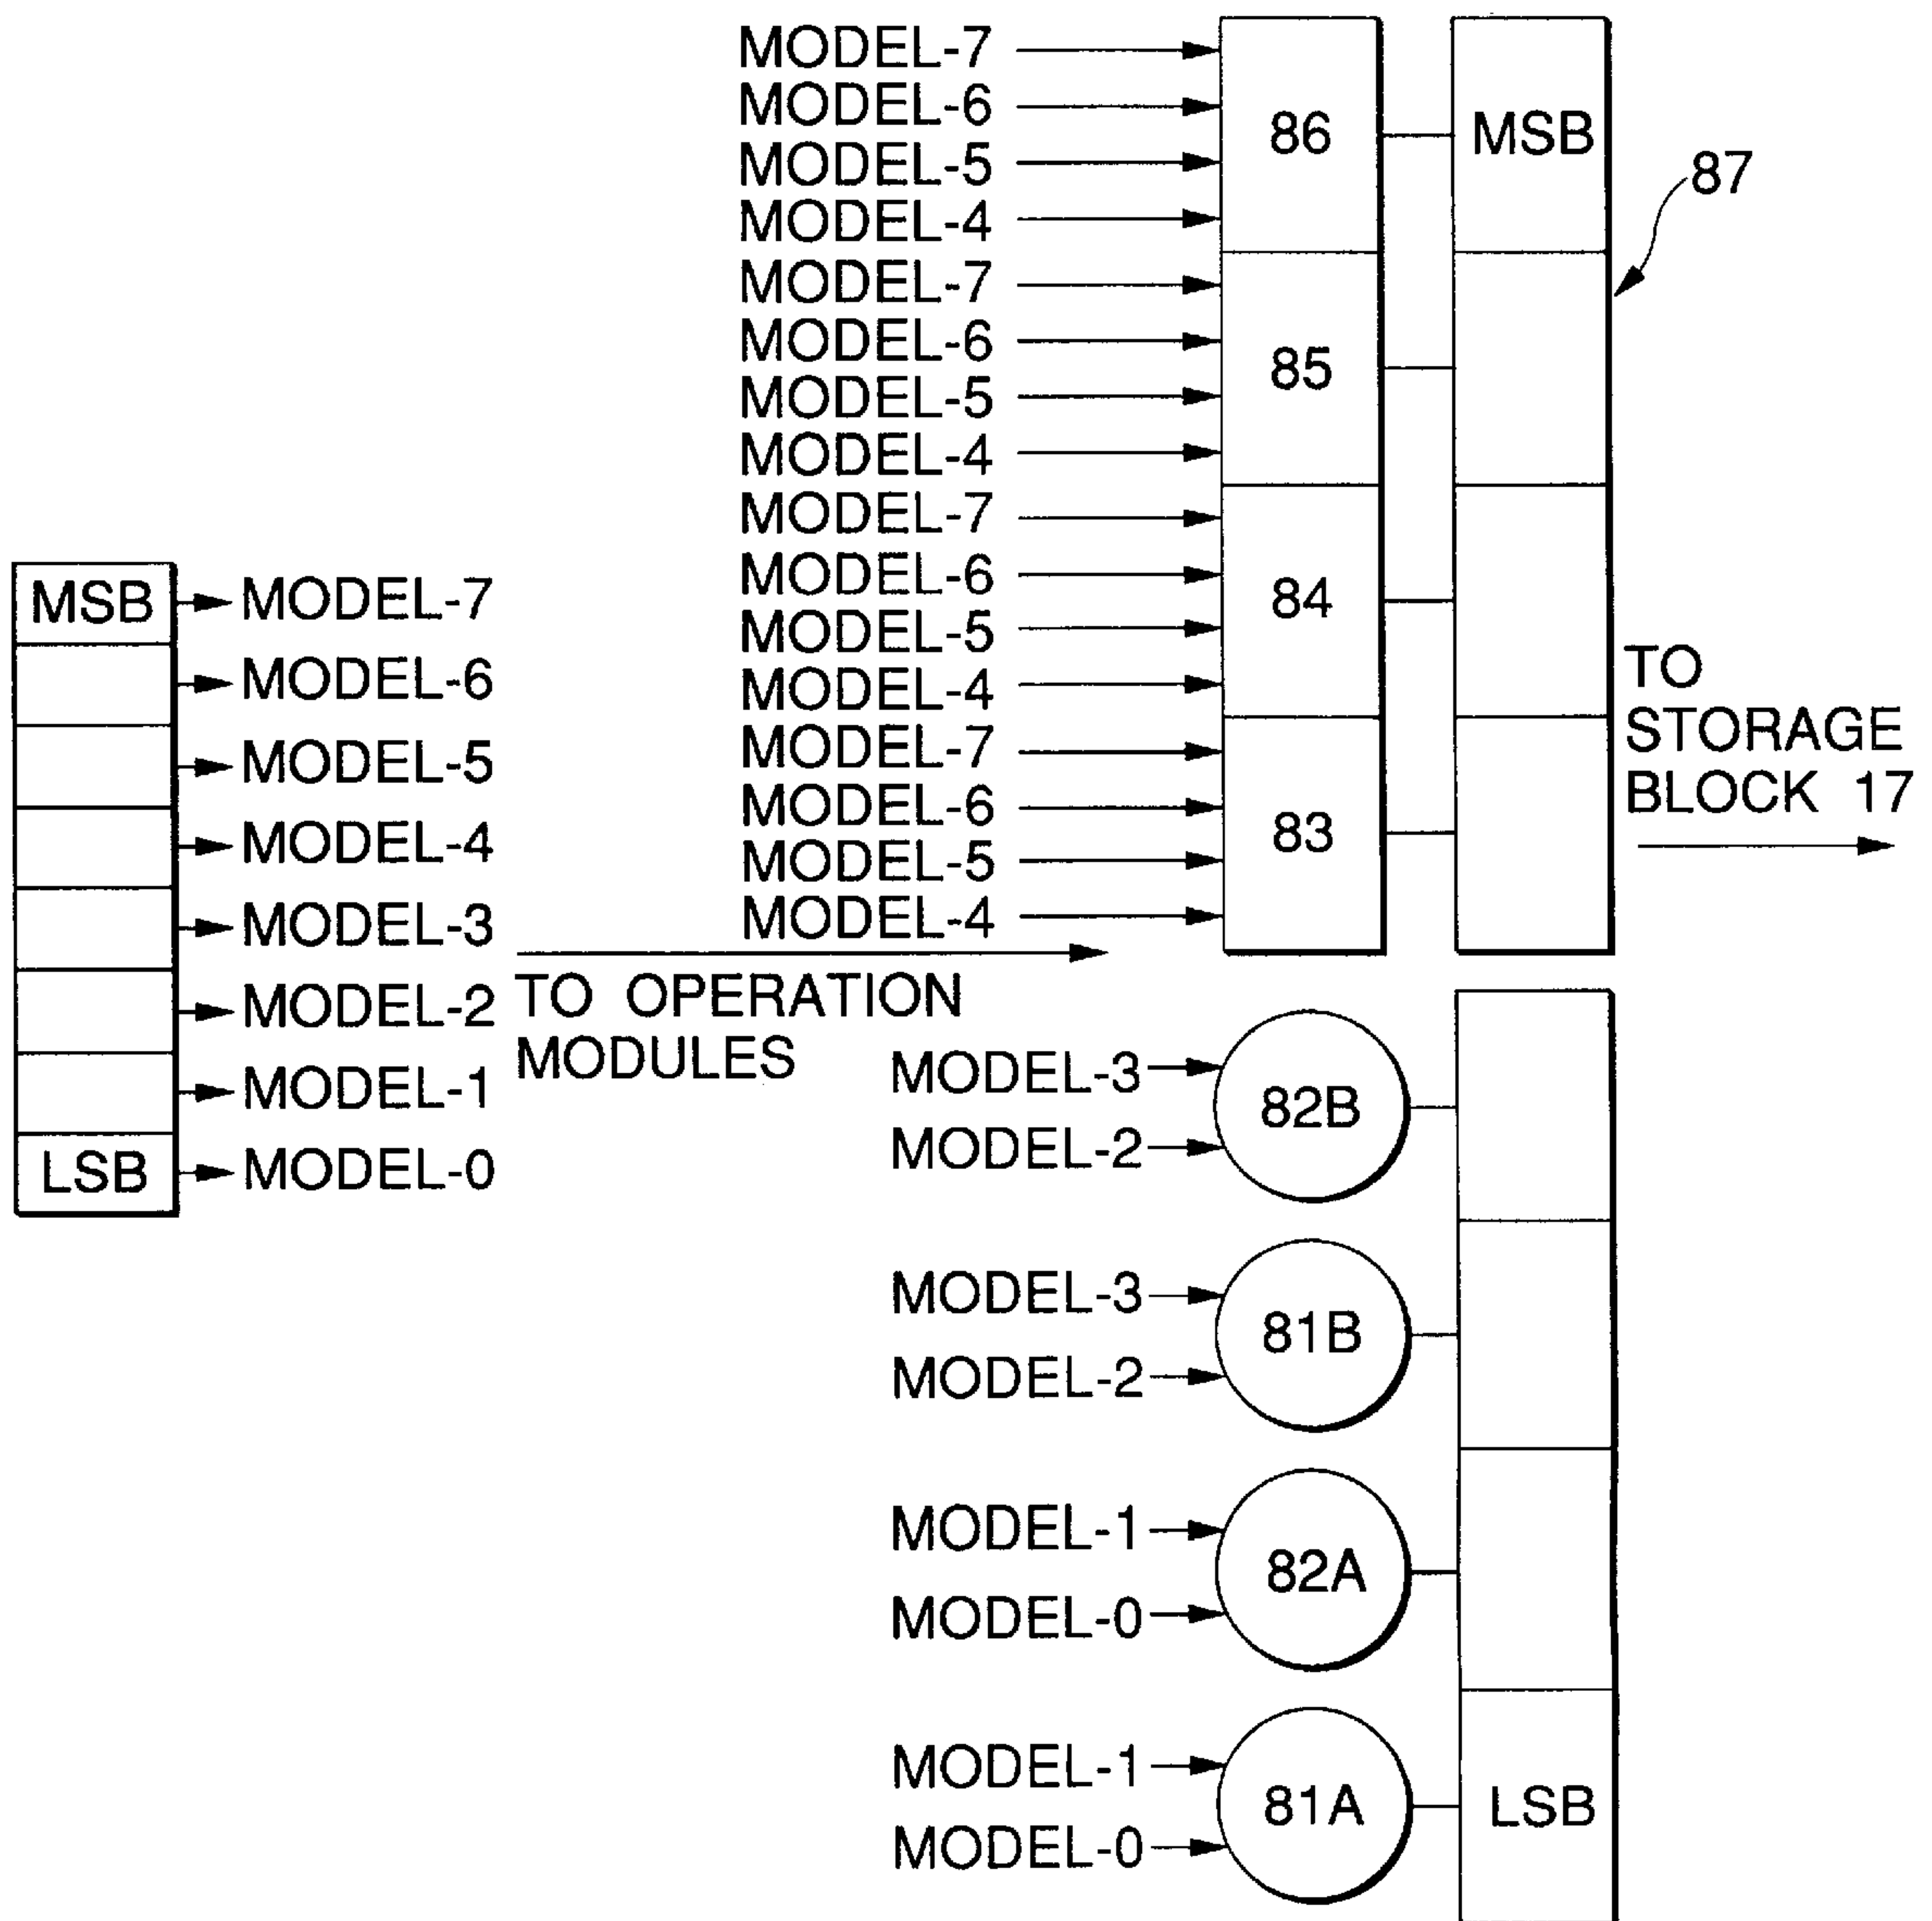 MSB
MODEL-7
MODEL-6
MODEL-5
MODEL-4
MODEL-3
MODEL-2
MODEL-1
LSB
MODEL-0
TO OPERATION
MODULES
MODEL-7
MODEL-6
MODEL-5
MODEL-4
86
MSB
87
MODEL-7
MODEL-6
MODEL-5
MODEL-4
85
MODEL-7
MODEL-6
MODEL-5
MODEL-4
84
MODEL-7
MODEL-6
MODEL-5
MODEL-4
83
TO
STORAGE
BLOCK 17
MODEL-3
MODEL-2
82B
MODEL-3
MODEL-2
81B
MODEL-1
MODEL-0
82A
MODEL-1
MODEL-0
81A
LSB